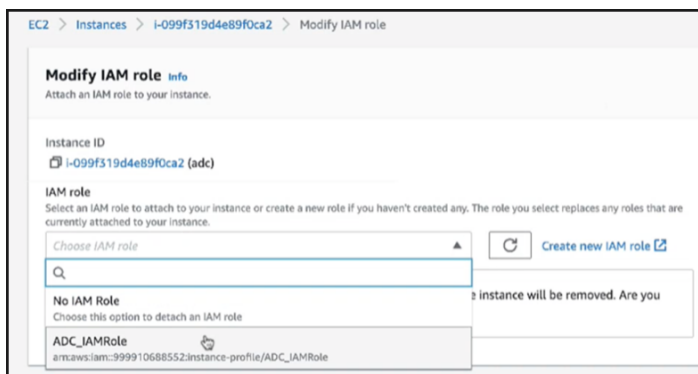 EC2 > Instances > i-099f319d4e89f0ca2 > Modify IAM role
Modify IAM role Info
Attach an IAM role to your instance.
Instance ID
i-099f319d4e89f0ca2 (adc)
IAM role
Select an IAM role to attach to your instance or create a new role if you haven't created any. The role you select replaces any roles that are
currently attached to your instance.
Choose IAM role
Create new IAM role
No IAM Role
Choose this option to detach an IAM role
e instance will be removed. Are you
ADC_IAMRole
arn:aws:iam::999910688552:instance-profile/ADC_IAMRole